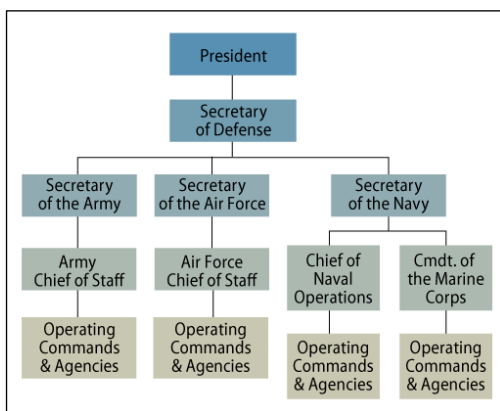 President
Secretary
of Defense
Secretary
of the Army
Secretary
of the Air Force
Secretary
of the Navy
Army
Chief of Staff
Air Force
Chief of Staff
Chief of
Naval
Operations
Cmdt. of
the Marine
Corps
Operating
Commands
& Agencies
Operating
Commands
& Agencies
Operating
Commands
& Agencies
Operating
Commands
& Agencies